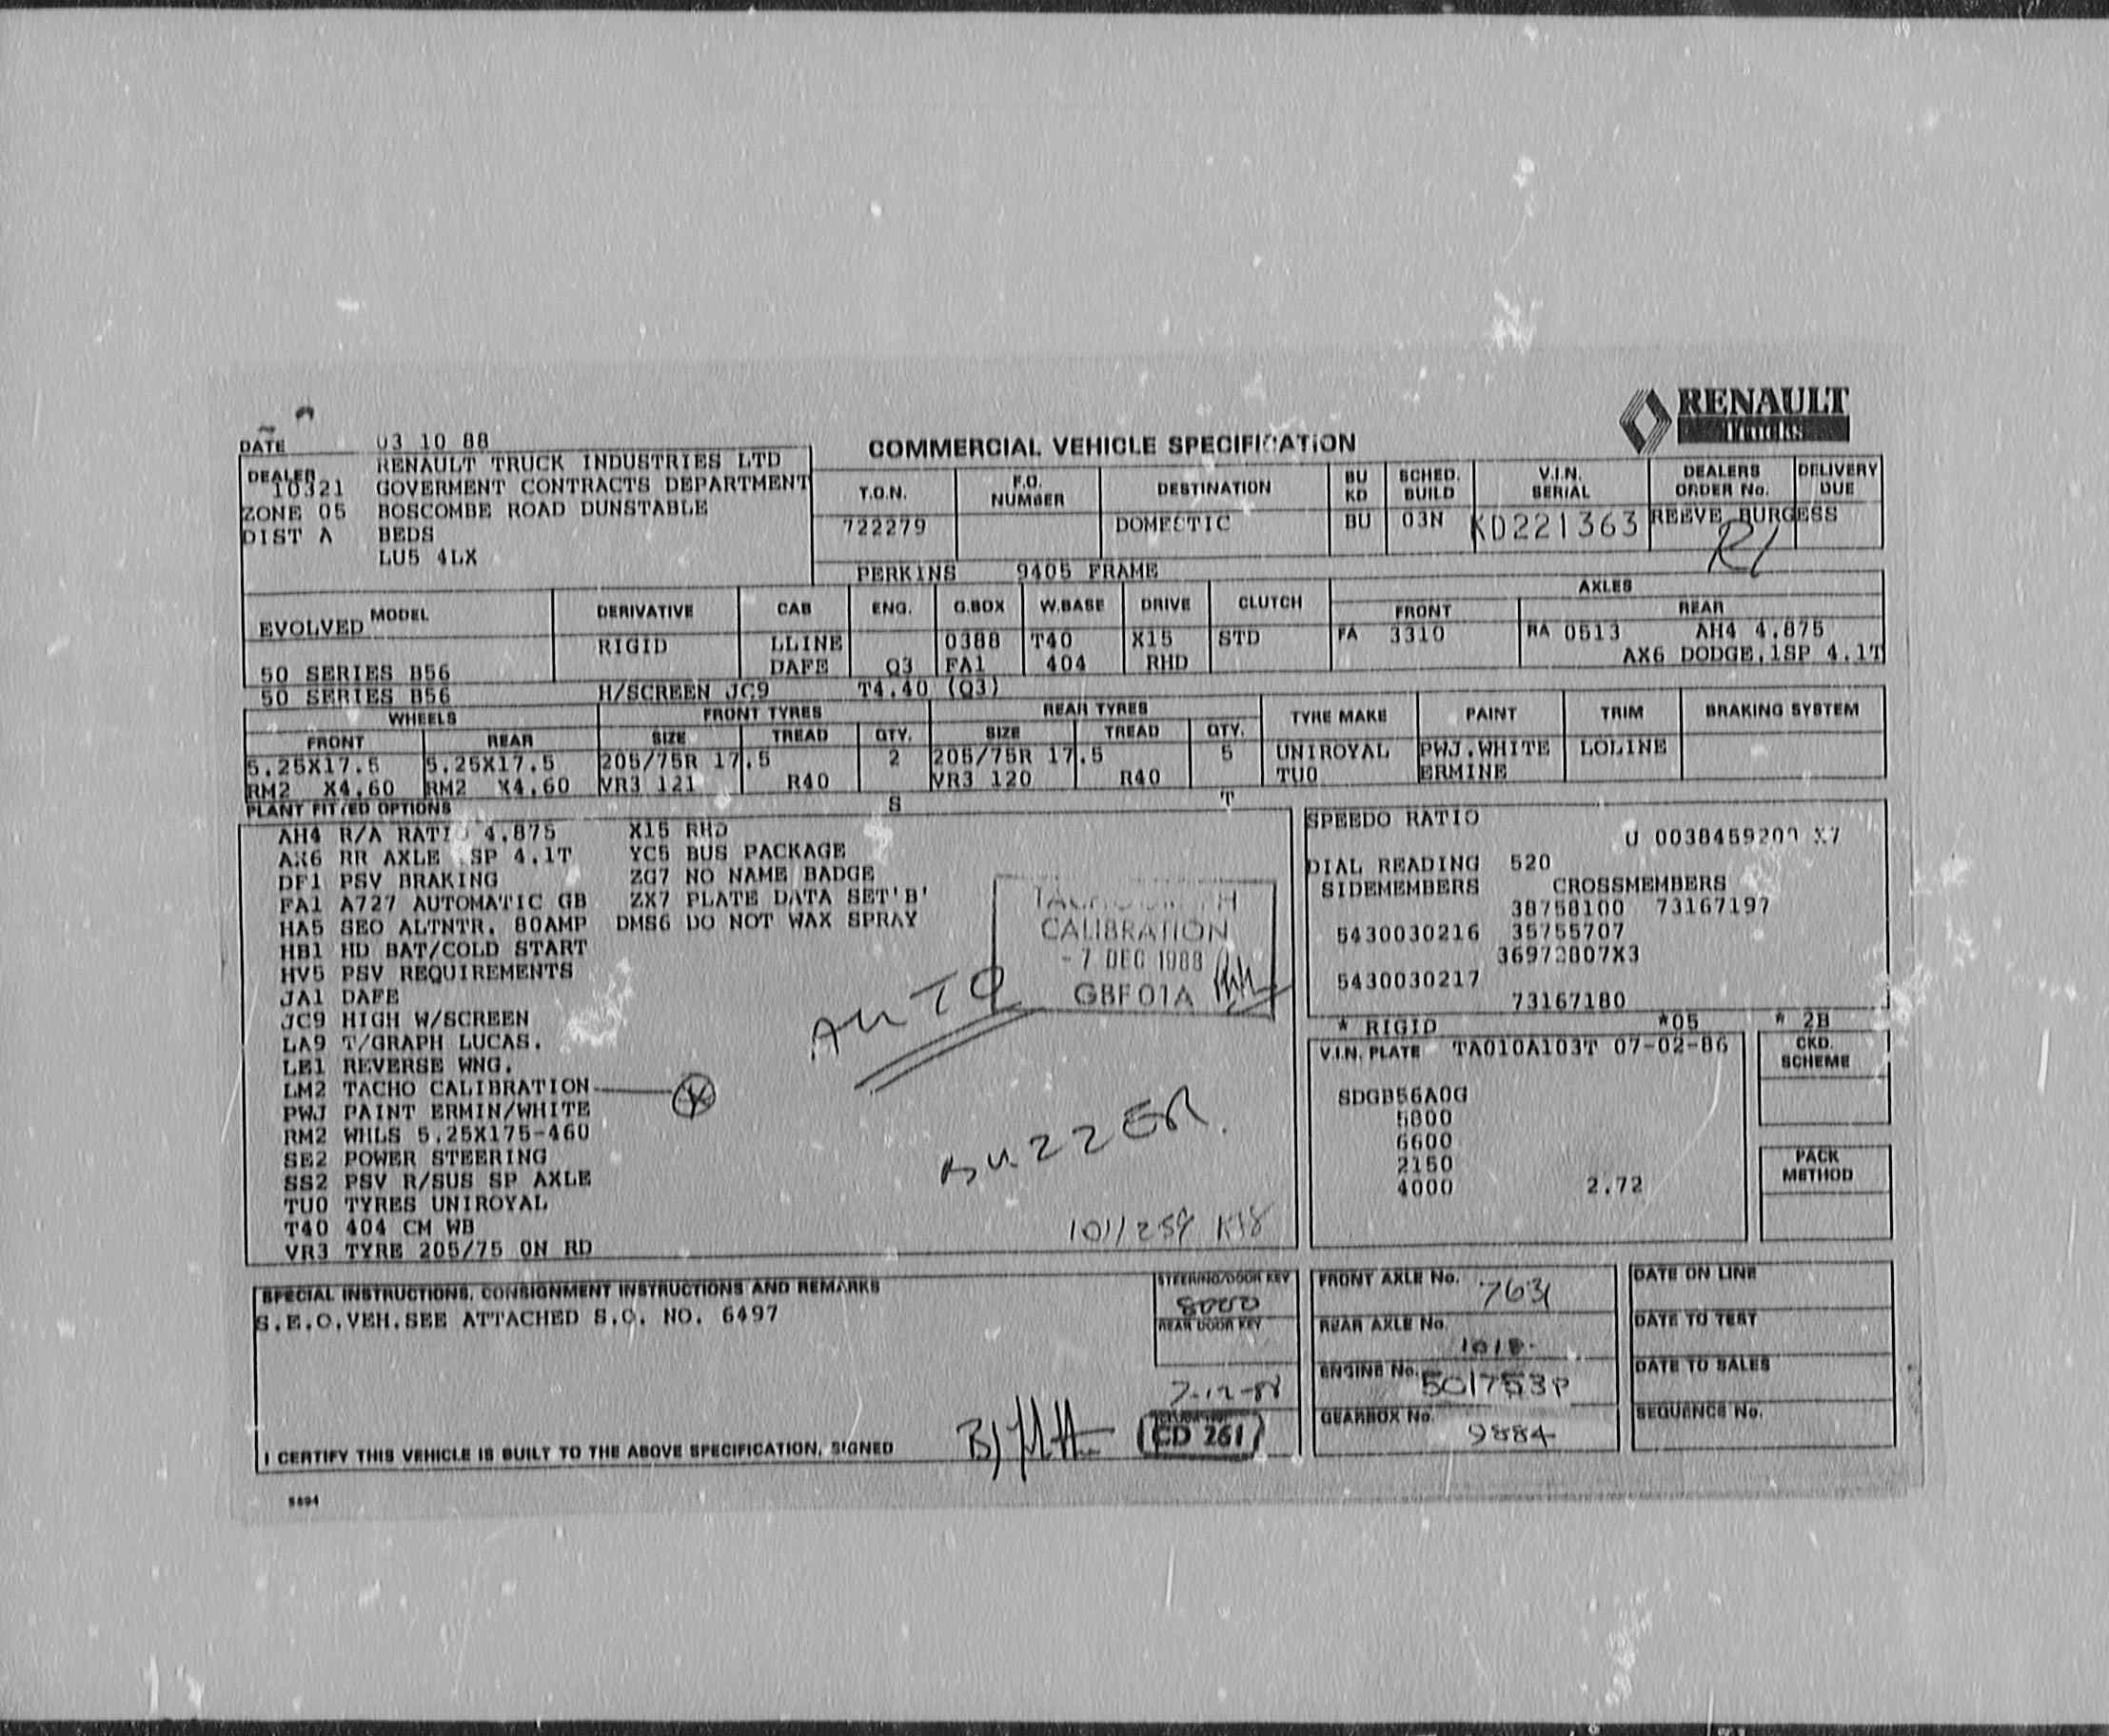 RENAULT
Trucks
DATE 03 10 88
COMMERCIAL VEHICLE SPECIFICATION
DEALER 10321 RENAULT TRUCK INDUSTRIES LTD
GOVERMENT CONTRACTS DEPARTMENT
ZONE 05 BOSCOMBE ROAD DUNSTABLE
DIST A BEDS
LU5 4LX
T.O.N. F.O. NUMBER DESTINATION BU KD SCHED. BUILD V.I.N. SERIAL DEALERS ORDER No. DELIVERY DUE
722279 DOMESTIC BU 03N KD221363 REEVE BURGESS
PERKINS 9405 FRAME
MODEL DERIVATIVE CAB ENG. G.BOX W.BASE DRIVE CLUTCH AXLES FRONT REAR
EVOLVED RIGID LLINE 0388 T40 X15 STD FA 3310 RA 0513 AH4 4.875
50 SERIES B56 DAFE Q3 FA1 404 RHD AX6 DODGE,1SP 4.1T
50 SERIES B56 H/SCREEN JC9 T4.40 (Q3)
WHEELS FRONT TYRES REAR TYRES TYRE MAKE PAINT TRIM BRAKING SYSTEM
FRONT REAR SIZE TREAD QTY. SIZE TREAD QTY.
5.25X17.5 5.25X17.5 205/75R 17.5 2 205/75R 17.5 5 UNIROYAL PWJ.WHITE LOLINE
RM2 X4.60 RM2 X4.60 VR3 121 R40 VR3 120 R40 TU0 ERMINE
S T
PLANT FITTED OPTIONS
AH4 R/A RATIO 4.875 X15 RHD
AX6 RR AXLE 1SP 4.1T YC5 BUS PACKAGE
DF1 PSV BRAKING ZG7 NO NAME BADGE
FA1 A727 AUTOMATIC GB ZX7 PLATE DATA SET'B'
HA5 SEO ALTNTR. 80AMP DMS6 DO NOT WAX SPRAY
HB1 HD BAT/COLD START
HV5 PSV REQUIREMENTS
JA1 DAFE
JC9 HIGH W/SCREEN
LA9 T/GRAPH LUCAS.
LE1 REVERSE WNG.
LM2 TACHO CALIBRATION
PWJ PAINT ERMIN/WHITE
RM2 WHLS 5.25X175-460
SE2 POWER STEERING
SS2 PSV R/SUS SP AXLE
TU0 TYRES UNIROYAL
T40 404 CM WB
VR3 TYRE 205/75 ON RD
TACHOGRAPH
CALIBRATION
- 7 DEC 1988
GBF01A
AUTO
BUZZER.
SPEEDO RATIO
U 0038459200 X7
DIAL READING 520
SIDEMEMBERS CROSSMEMBERS
38758100 73167197
5430030216 35755707
36972807X3
5430030217
73167180
* RIGID *05 * 2B
V.I.N. PLATE TA010A103T 07-02-86
SDGB56A0G
5800
6600
2150
4000 2.72
CKD. SCHEME
PACK METHOD
SPECIAL INSTRUCTIONS, CONSIGNMENT INSTRUCTIONS AND REMARKS
S.E.O.VEH.SEE ATTACHED S.O. NO. 6497
STEERING/DOOR KEY
8000
REAR DOOR KEY
7-12-88
CD 261
I CERTIFY THIS VEHICLE IS BUILT TO THE ABOVE SPECIFICATION, SIGNED
FRONT AXLE No. 7631
REAR AXLE No. 1018
ENGINE No. 501753P
GEARBOX No. 9884
DATE ON LINE
DATE TO TEST
DATE TO SALES
SEQUENCE No.
5694